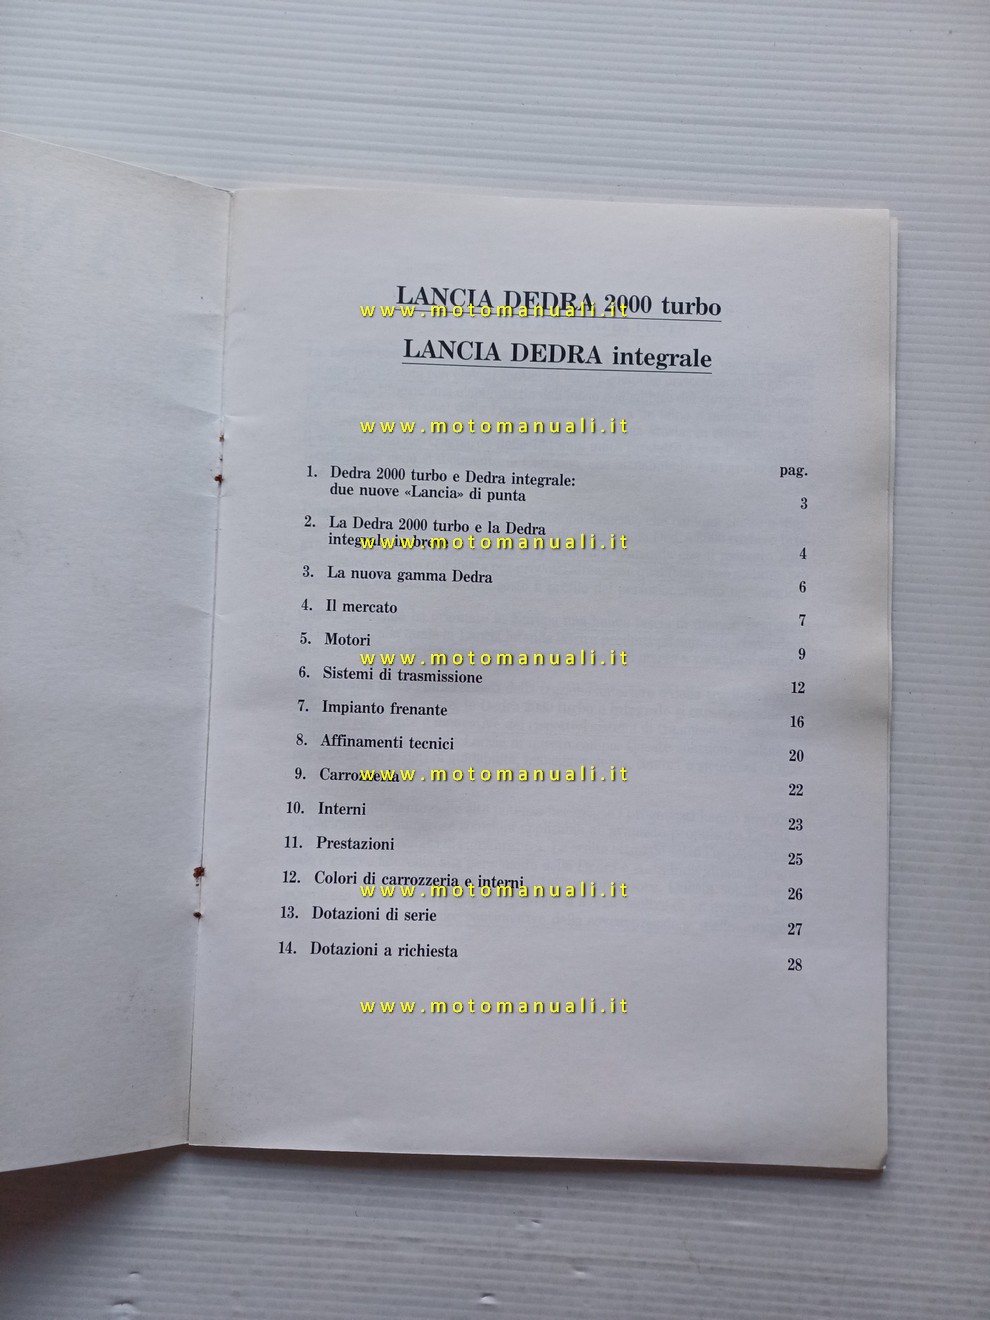 LANCIA DEDRA 2000 turbo
www.motomanuali.it
LANCIA DEDRA integrale
www.motomanuali.it
pag.
1. Dedra 2000 turbo e Dedra integrale:
due nuove «Lancia» di punta 3
2. La Dedra 2000 turbo e la Dedra
integrale in breve 4
www.motomanuali.it
3. La nuova gamma Dedra 6
4. Il mercato 7
5. Motori 9
www.motomanuali.it
6. Sistemi di trasmissione 12
7. Impianto frenante 16
8. Affinamenti tecnici 20
9. Carrozzeria 22
www.motomanuali.it
10. Interni 23
11. Prestazioni 25
12. Colori di carrozzeria e interni 26
www.motomanuali.it
13. Dotazioni di serie 27
14. Dotazioni a richiesta 28
www.motomanuali.it